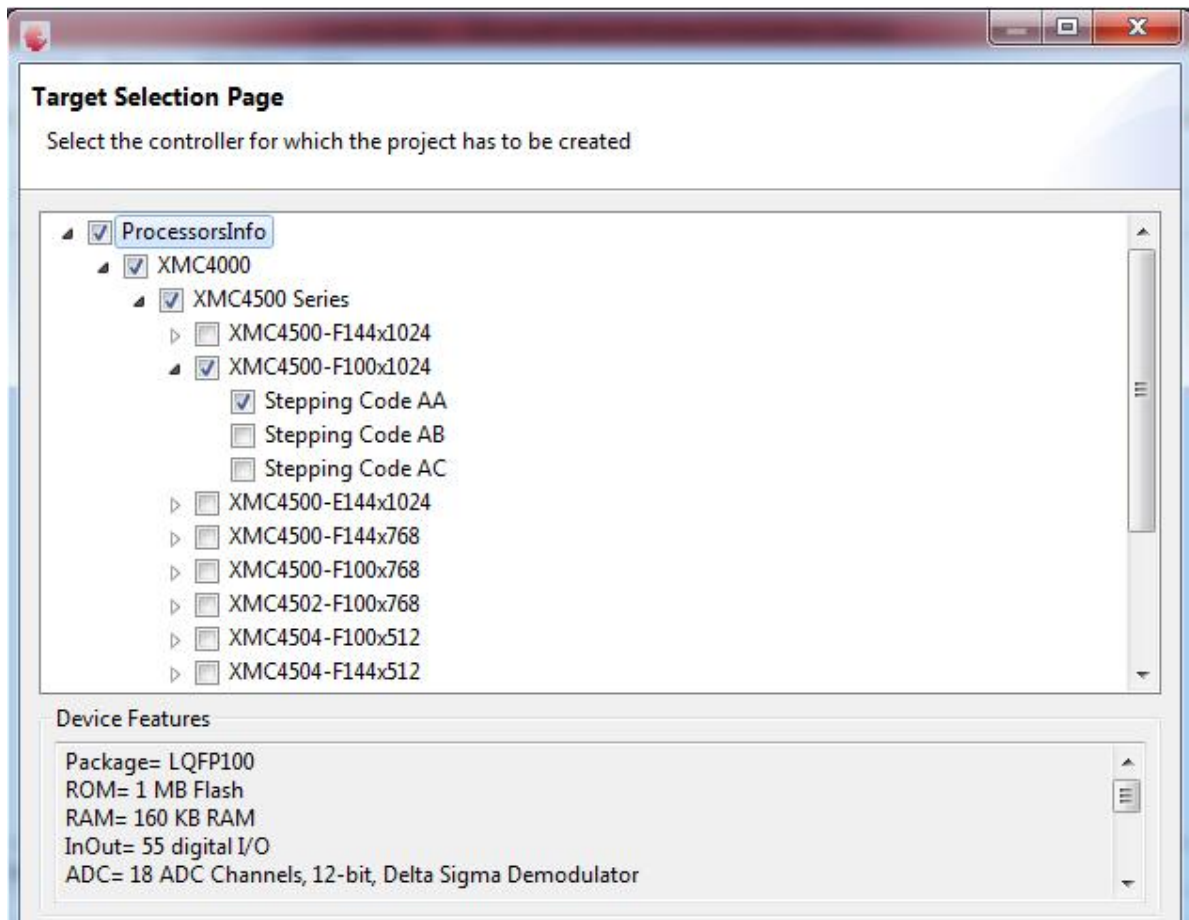 Target Selection Page
Select the controller for which the project has to be created
ProcessorsInfo
XMC4000
XMC4500 Series
XMC4500-F144x1024
XMC4500-F100x1024
Stepping Code AA
Stepping Code AB
Stepping Code AC
XMC4500-E144x1024
XMC4500-F144x768
XMC4500-F100x768
XMC4502-F100x768
XMC4504-F100x512
XMC4504-F144x512
Device Features
Package= LQFP100
ROM= 1 MB Flash
RAM= 160 KB RAM
InOut= 55 digital I/O
ADC= 18 ADC Channels, 12-bit, Delta Sigma Demodulator